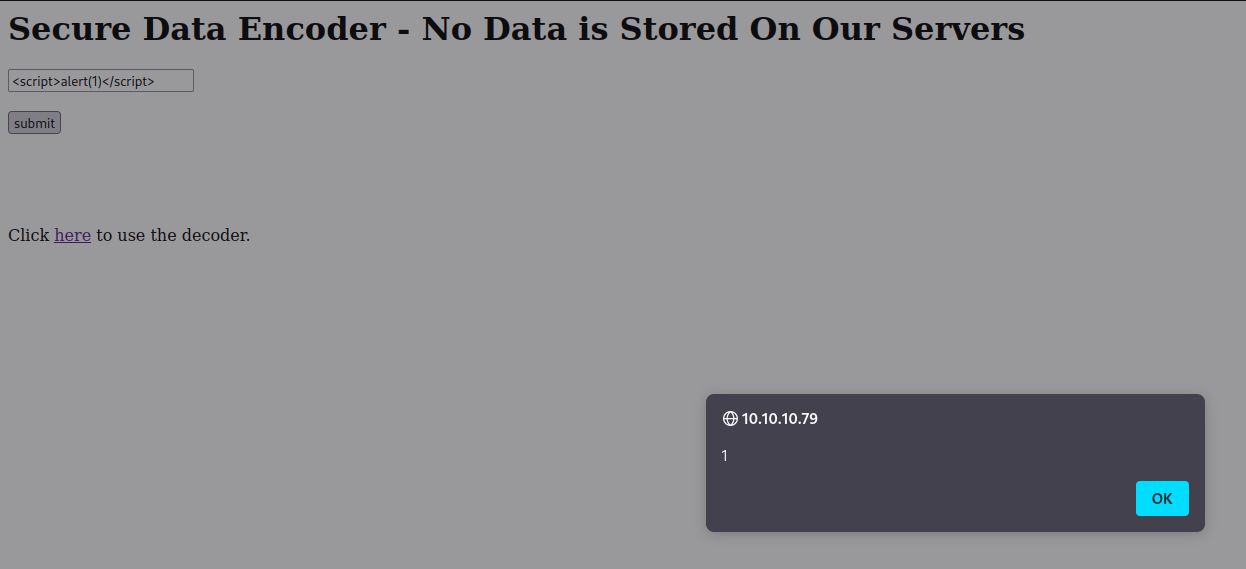 Secure Data Encoder - No Data is Stored On Our Servers
<script>alert(1)</script>
submit
Click here to use the decoder.
10.10.10.79
1
OK